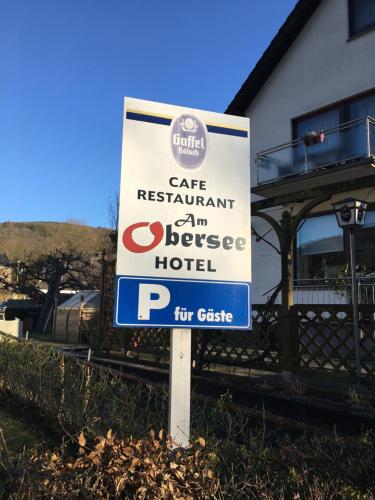 Gaffel
Kölsch
CAFE
RESTAURANT
Am
Obersee
HOTEL
P für Gäste